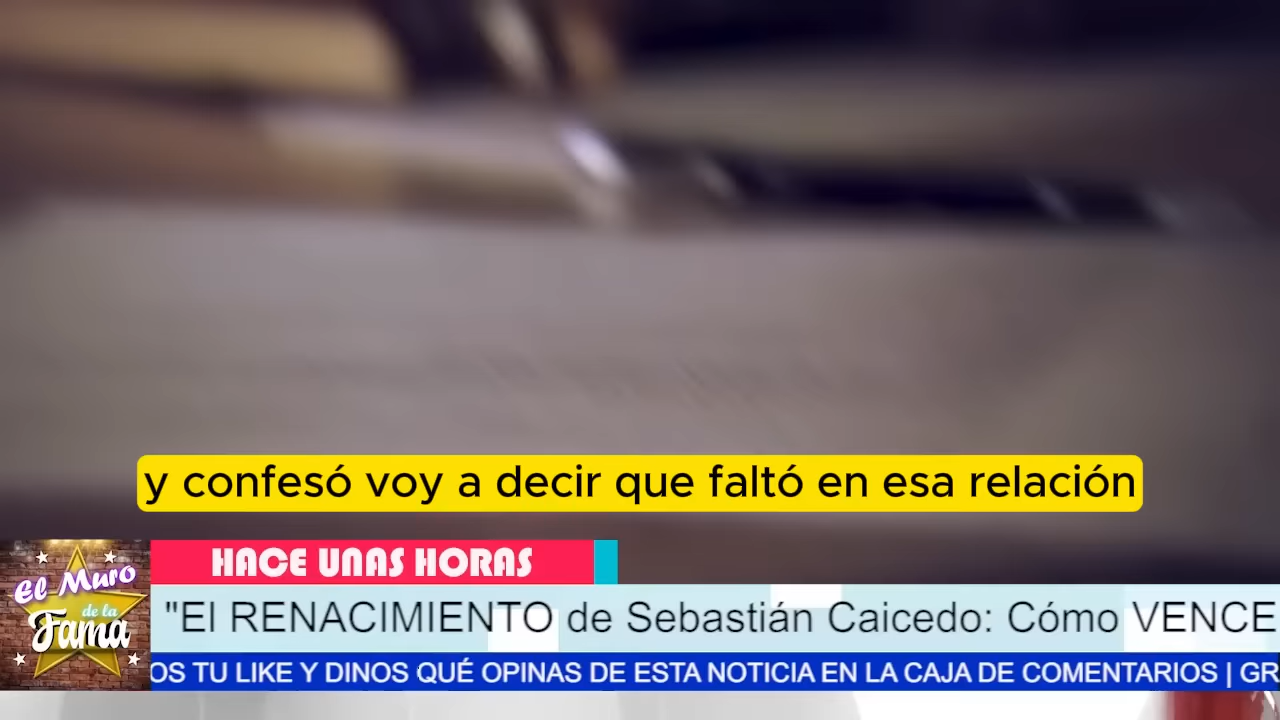 y confesó voy a decir que faltó en esa relación
HACE UNAS HORAS
El Muro
de la
Fama
"El RENACIMIENTO de Sebastián Caicedo: Cómo VENCE
OS TU LIKE Y DINOS QUÉ OPINAS DE ESTA NOTICIA EN LA CAJA DE COMENTARIOS | GR